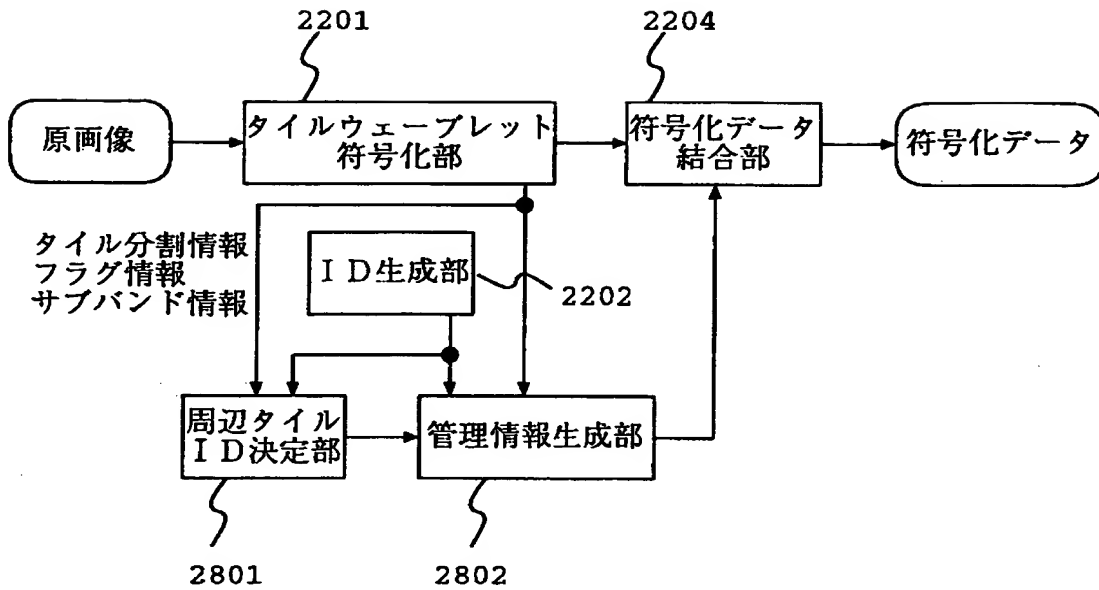 2201
2204
原画像
タイルウェーブレット
符号化部
符号化データ
結合部
符号化データ
タイル分割情報
フラグ情報
サブバンド情報
ＩＤ生成部
2202
周辺タイル
ＩＤ決定部
管理情報生成部
2801
2802